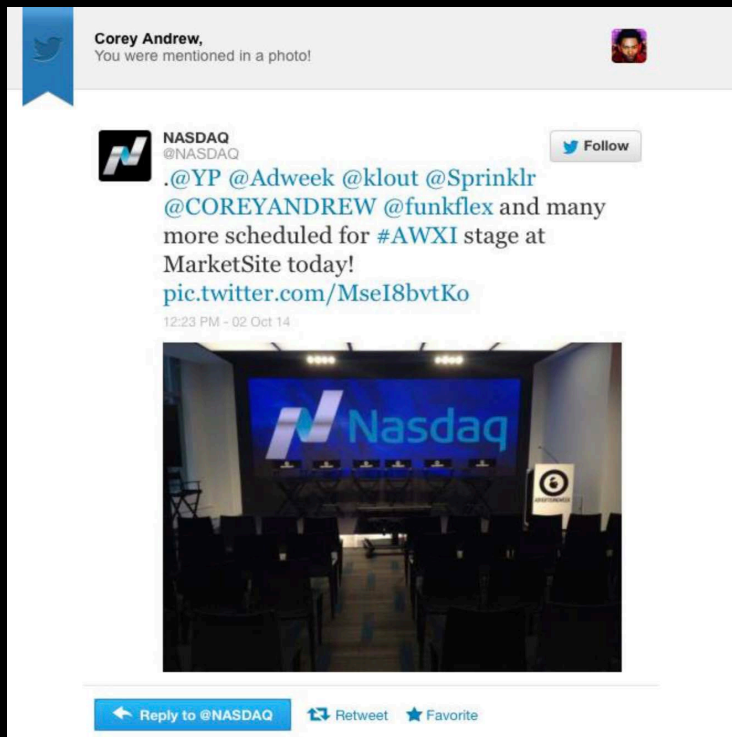 Corey Andrew,
You were mentioned in a photo!
NASDAQ
@NASDAQ
Follow
.@YP @Adweek @klout @Sprinklr
@COREYANDREW @funkflex and many
more scheduled for #AWXI stage at
MarketSite today!
pic.twitter.com/MseI8bvtKo
12:23 PM - 02 Oct 14
Nasdaq
ADVERTISING WEEK
Reply to @NASDAQ
Retweet
Favorite